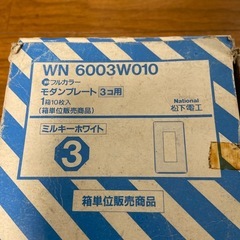 WN 6003W010
フルカラー
モダンプレート 3コ用
1箱10枚入
(箱単位販売商品)
National
松下電工
ミルキーホワイト
3
箱単位販売商品